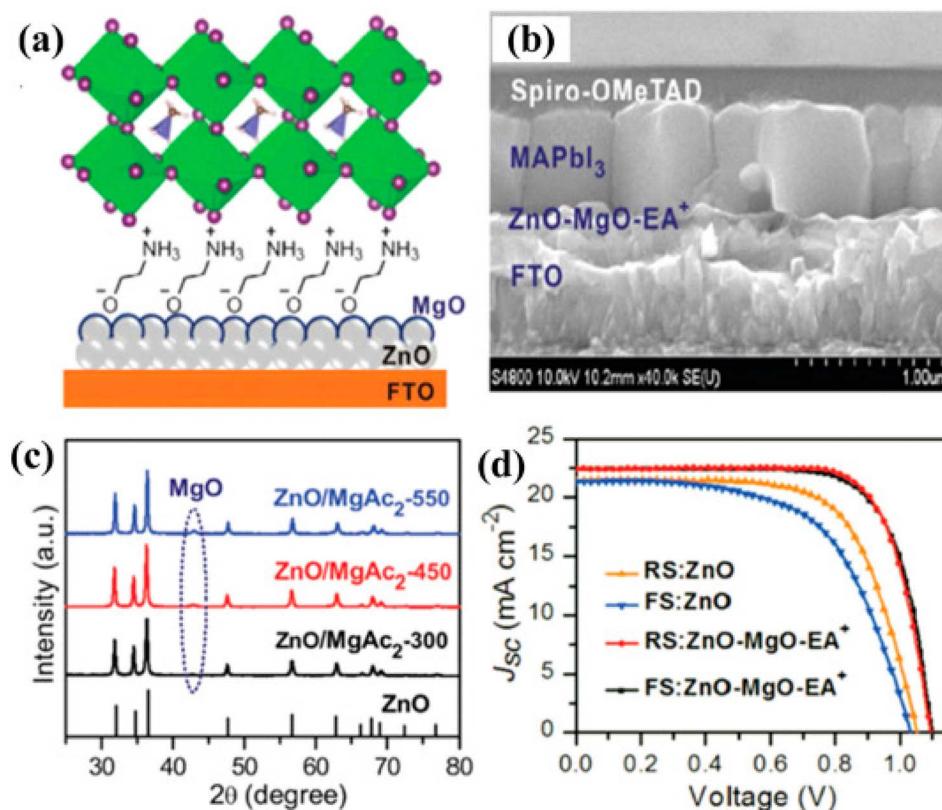 (a)
+ + + + +
NH₃ NH₃ NH₃ NH₃ NH₃
− − − − −
O O O O O
MgO
ZnO
FTO
(b)
Spiro-OMeTAD
MAPbI₃
ZnO-MgO-EA⁺
FTO
S4800 10.0kV 10.2mm x40.0k SE(U)
1.00um
(c)
Intensity (a.u.)
MgO
ZnO/MgAc₂-550
ZnO/MgAc₂-450
ZnO/MgAc₂-300
ZnO
30 40 50 60 70 80
2θ (degree)
(d)
J_SC (mA cm⁻²)
25
20
15
10
5
0
RS:ZnO
FS:ZnO
RS:ZnO-MgO-EA⁺
FS:ZnO-MgO-EA⁺
0.0 0.2 0.4 0.6 0.8 1.0
Voltage (V)